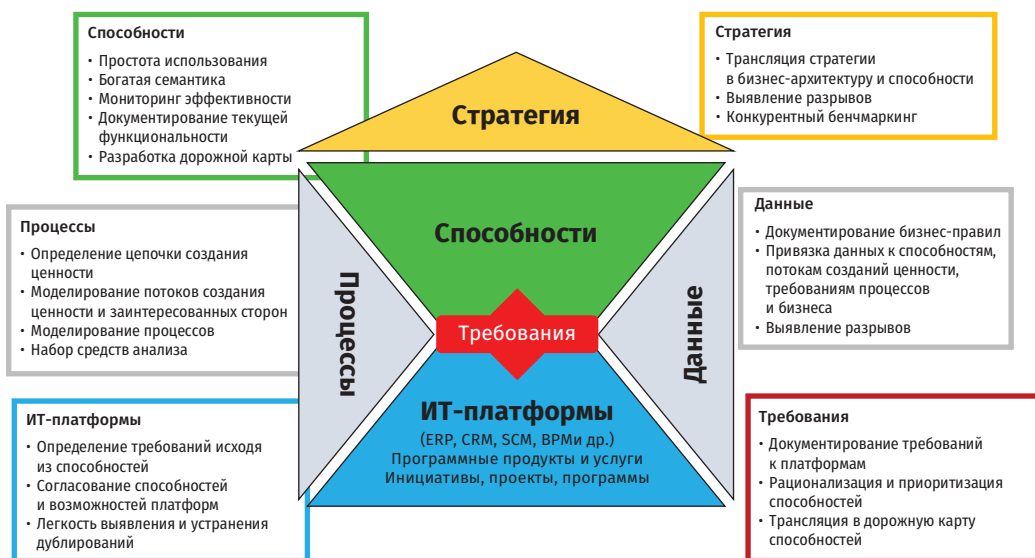 Способности
• Простота использования
• Богатая семантика
• Мониторинг эффективности
• Документирование текущей
функциональности
• Разработка дорожной карты
Стратегия
• Трансляция стратегии
в бизнес-архитектуру и способности
• Выявление разрывов
• Конкурентный бенчмаркинг
Стратегия
Процессы
• Определение цепочки создания
ценности
• Моделирование потоков создания
ценности и заинтересованных сторон
• Моделирование процессов
• Набор средств анализа
Способности
Процессы
Требования
Данные
Данные
• Документирование бизнес-правил
• Привязка данных к способностям,
потокам созданий ценности,
требованиям процессов
и бизнеса
• Выявление разрывов
ИТ-платформы
• Определение требований исходя
из способностей
• Согласование способностей
и возможностей платформ
• Легкость выявления и устранения
дублирований
ИТ-платформы
(ERP, CRM, SCM, BPMи др.)
Программные продукты и услуги
Инициативы, проекты, программы
Требования
• Документирование требований
к платформам
• Рационализация и приоритизация
способностей
• Трансляция в дорожную карту
способностей